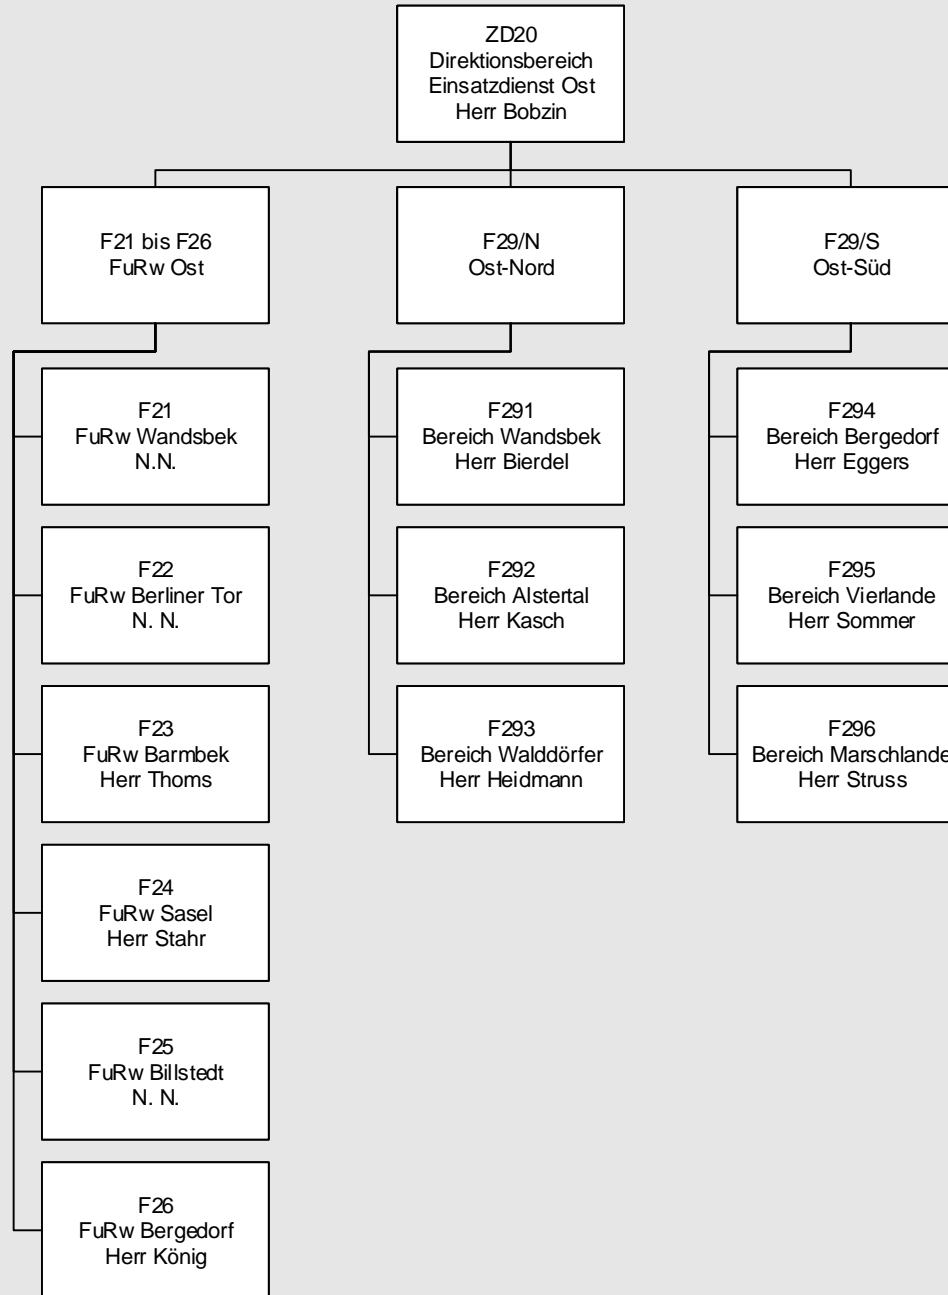 ZD20
Direktionsbereich
Einsatzdienst Ost
Herr Bobzin
F21 bis F26
FuRw Ost
F29/N
Ost-Nord
F29/S
Ost-Süd
F21
FuRw Wandsbek
N.N.
F22
FuRw Berliner Tor
N. N.
F23
FuRw Barmbek
Herr Thoms
F24
FuRw Sasel
Herr Stahr
F25
FuRw Billstedt
N. N.
F26
FuRw Bergedorf
Herr König
F291
Bereich Wandsbek
Herr Bierdel
F292
Bereich Alstertal
Herr Kasch
F293
Bereich Walddörfer
Herr Heidmann
F294
Bereich Bergedorf
Herr Eggers
F295
Bereich Vierlande
Herr Sommer
F296
Bereich Marschlande
Herr Struss